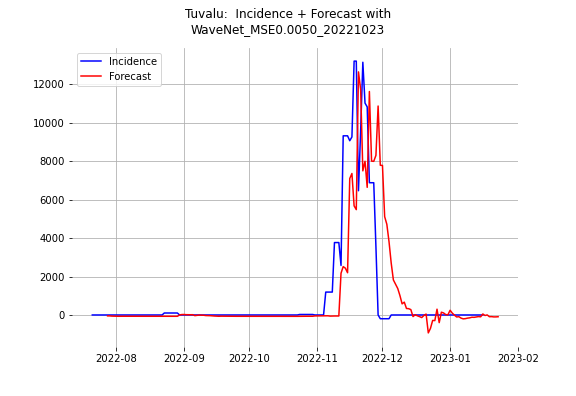 Tuvalu:  Incidence + Forecast with
WaveNet_MSE0.0050_20221023
Incidence
Forecast
12000
10000
8000
6000
4000
2000
0
2022-08 2022-09 2022-10 2022-11 2022-12 2023-01 2023-02